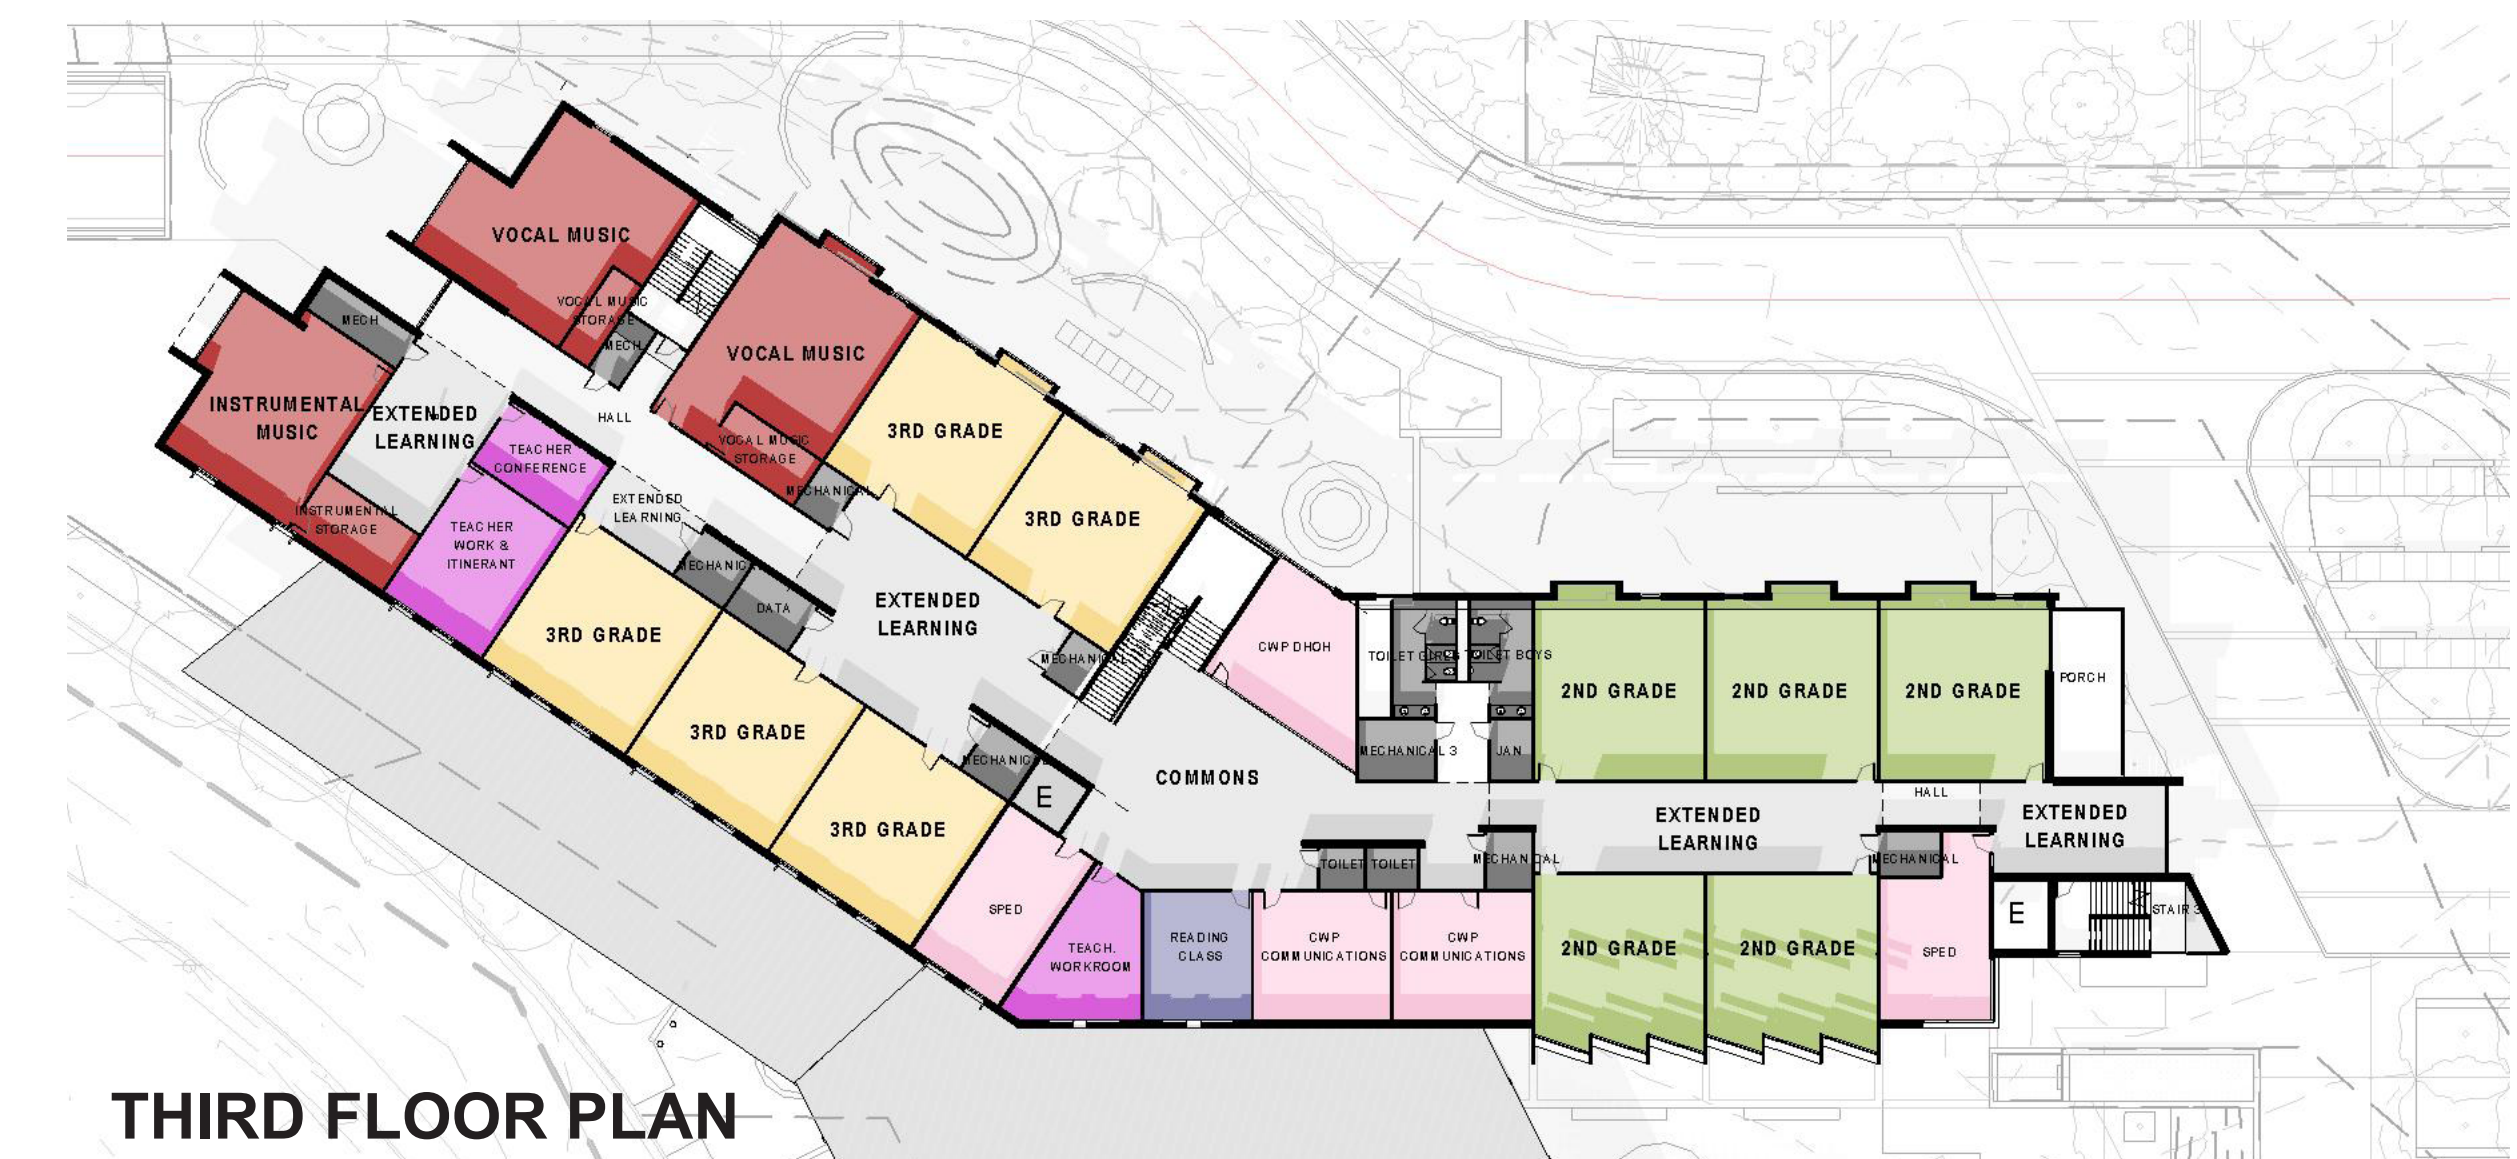 VOCAL MUSIC
VOCAL MUSIC
STORAGE
MECH
MECH
VOCAL MUSIC
INSTRUMENTAL
MUSIC
EXTENDED
LEARNING
HALL
3RD GRADE
TEACHER
CONFERENCE
VOCAL MUSIC
STORAGE
MECHANICAL
INSTRUMENTAL
STORAGE
TEACHER
WORK &
ITINERANT
EXTENDED
LEARNING
3RD GRADE
MECHANICAL
DATA
EXTENDED
LEARNING
3RD GRADE
MECHANICAL
CWP DHOH
TOILET GIRLS
TOILET BOYS
2ND GRADE
2ND GRADE
2ND GRADE
PORCH
3RD GRADE
MECHANICAL
MECHANICAL 3
JAN
COMMONS
E
HALL
3RD GRADE
EXTENDED
LEARNING
EXTENDED
LEARNING
TOILET
TOILET
MECHANICAL
MECHANICAL
SPED
TEACH.
WORKROOM
READING
CLASS
CWP
COMMUNICATIONS
CWP
COMMUNICATIONS
2ND GRADE
2ND GRADE
SPED
E
STAIR 3
THIRD FLOOR PLAN